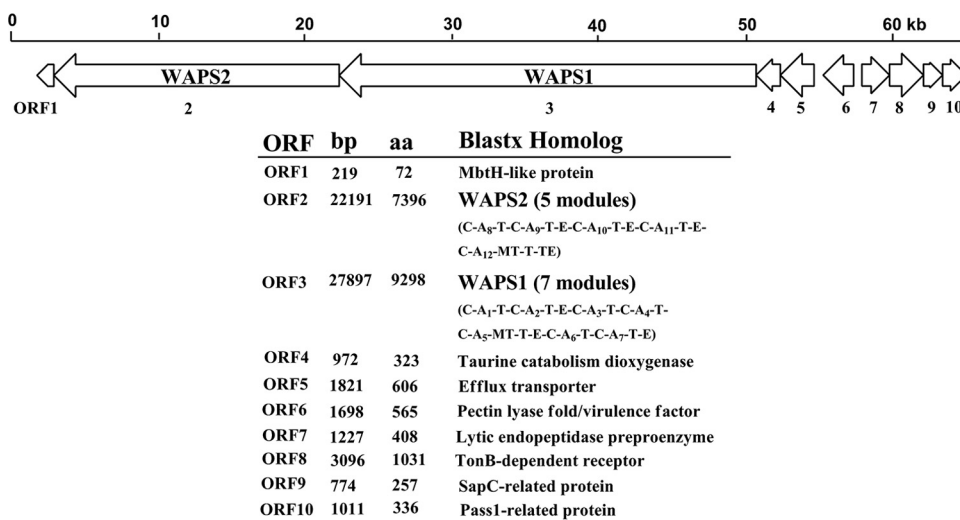 0 10 20 30 40 50 60 kb
WAPS2 WAPS1
ORF1 2 3 4 5 6 7 8 9 10
ORF bp aa Blastx Homolog
ORF1 219 72 MbtH-like protein
ORF2 22191 7396 WAPS2 (5 modules)
(C-A₈-T-C-A₉-T-E-C-A₁₀-T-E-C-A₁₁-T-E-
C-A₁₂-MT-T-TE)
ORF3 27897 9298 WAPS1 (7 modules)
(C-A₁-T-C-A₂-T-E-C-A₃-T-C-A₄-T-
C-A₅-MT-T-E-C-A₆-T-C-A₇-T-E)
ORF4 972 323 Taurine catabolism dioxygenase
ORF5 1821 606 Efflux transporter
ORF6 1698 565 Pectin lyase fold/virulence factor
ORF7 1227 408 Lytic endopeptidase preproenzyme
ORF8 3096 1031 TonB-dependent receptor
ORF9 774 257 SapC-related protein
ORF10 1011 336 Pass1-related protein